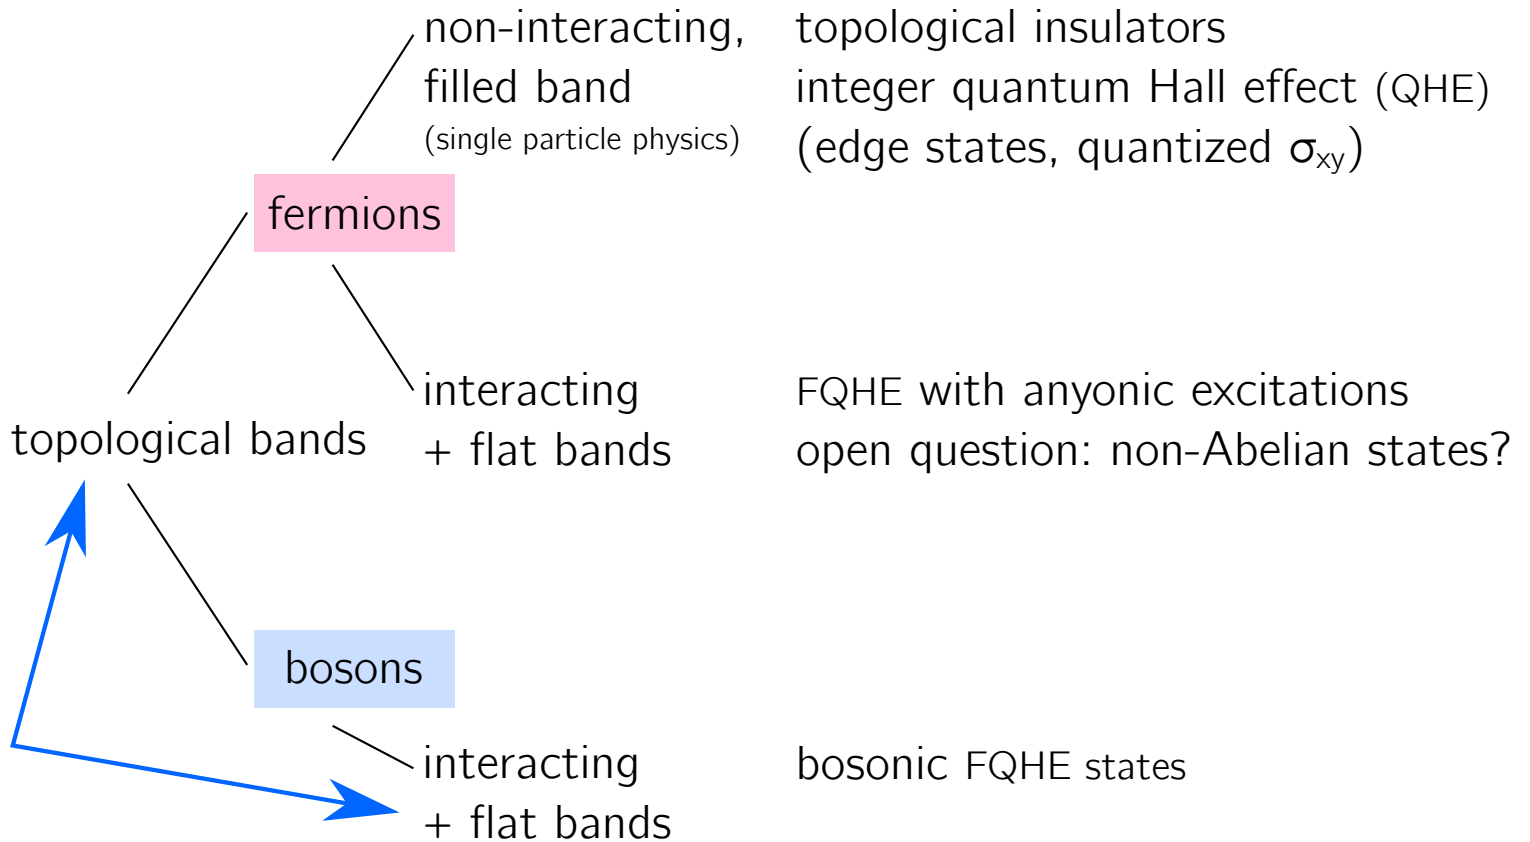 non-interacting, topological insulators
filled band integer quantum Hall effect (QHE)
(single particle physics) (edge states, quantized σxy)
fermions
interacting FQHE with anyonic excitations
topological bands
+ flat bands open question: non-Abelian states?
bosons
interacting bosonic FQHE states
+ flat bands